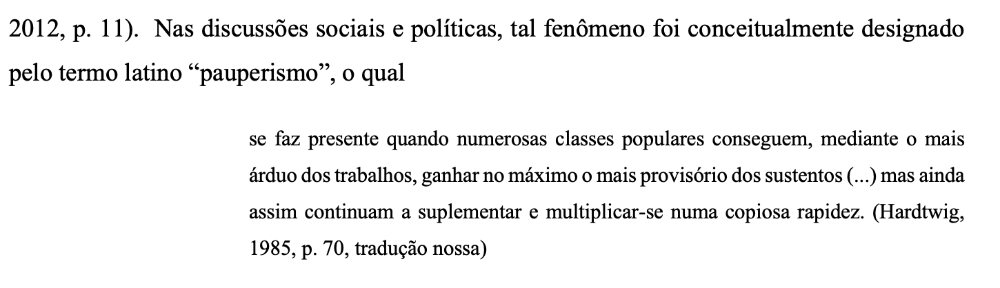 2012, p. 11).  Nas discussões sociais e políticas, tal fenômeno foi conceitualmente designado
pelo termo latino “pauperismo”, o qual
se faz presente quando numerosas classes populares conseguem, mediante o mais
árduo dos trabalhos, ganhar no máximo o mais provisório dos sustentos (...) mas ainda
assim continuam a suplementar e multiplicar-se numa copiosa rapidez. (Hardtwig,
1985, p. 70, tradução nossa)